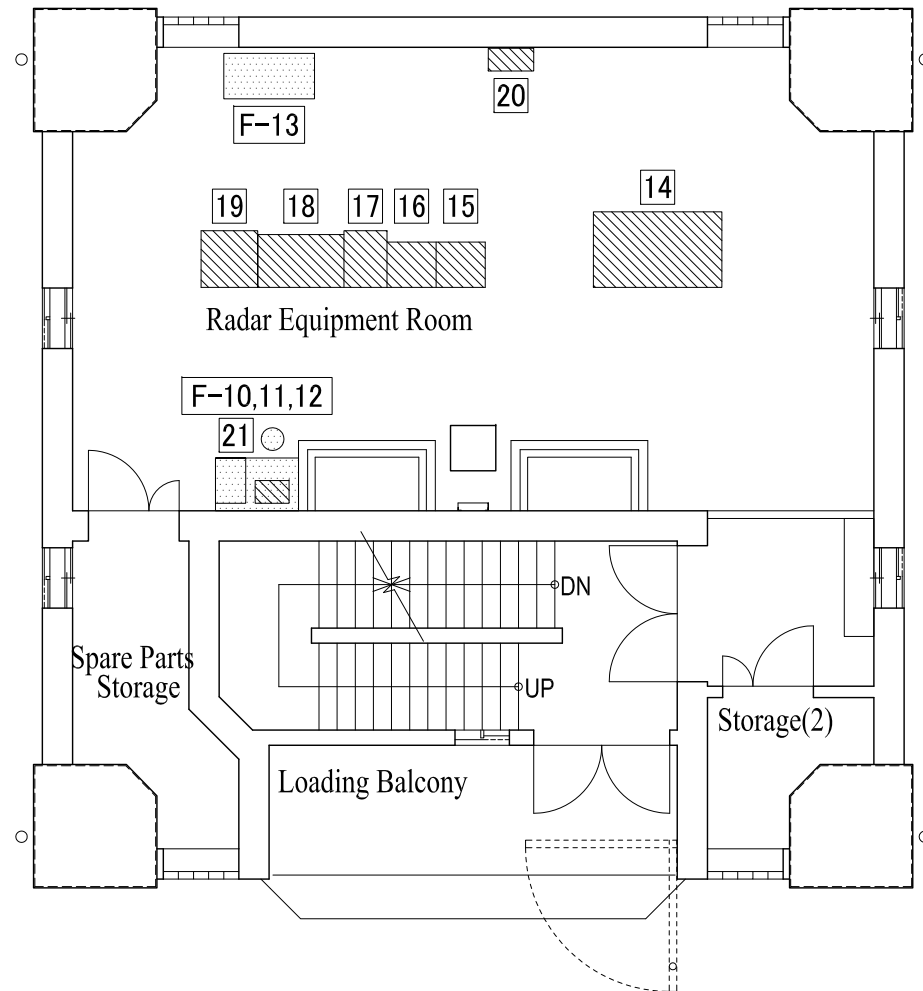 20
F-13
14
19 18 17 16 15
Radar Equipment Room
F-10,11,12
21
DN
Spare Parts
Storage
UP
Storage(2)
Loading Balcony